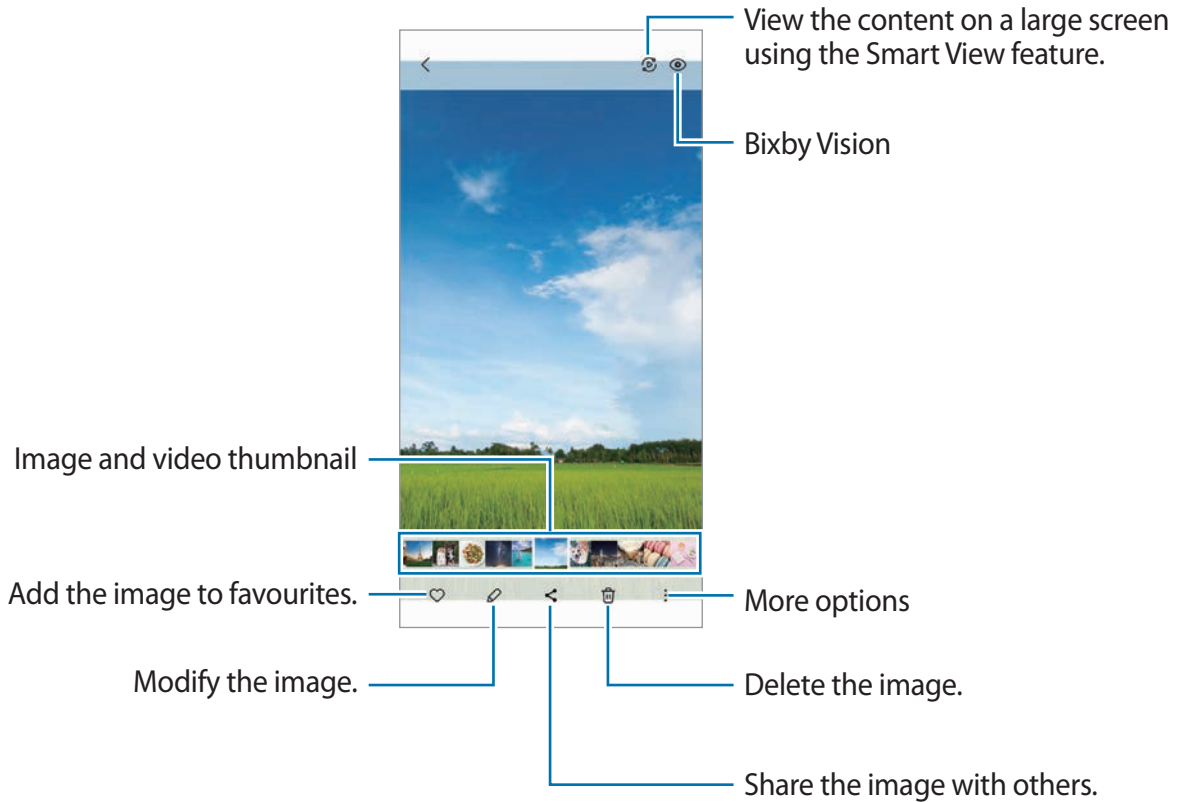 View the content on a large screen
using the Smart View feature.
Bixby Vision
Image and video thumbnail
Add the image to favourites.
More options
Modify the image.
Delete the image.
Share the image with others.